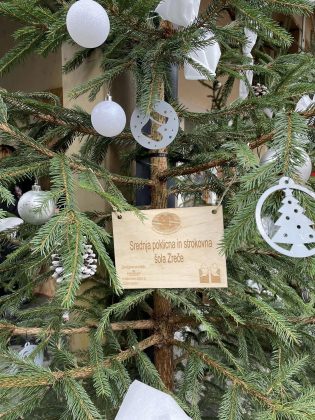 Srednja poklicna in strokovna
šola Zreče